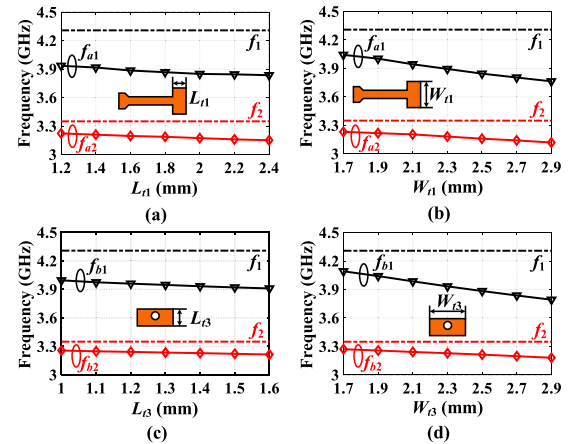 4.5
4.2
3.9
3.6
3.3
3
Frequency (GHz)
f1
fa1
Lt1
f2
fa2
1.2 1.4 1.6 1.8 2 2.2 2.4
Lt1 (mm)
(a)
4.5
4.2
3.9
3.6
3.3
3
Frequency (GHz)
f1
fa1
Wt1
f2
fa2
1.7 1.9 2.1 2.3 2.5 2.7 2.9
Wt1 (mm)
(b)
4.5
4.2
3.9
3.6
3.3
3
Frequency (GHz)
f1
fb1
Lt3
f2
fb2
1 1.1 1.2 1.3 1.4 1.5 1.6
Lt3 (mm)
(c)
4.5
4.2
3.9
3.6
3.3
3
Frequency (GHz)
f1
fb1
Wt3
f2
fb2
1.7 1.9 2.1 2.3 2.5 2.7 2.9
Wt3 (mm)
(d)